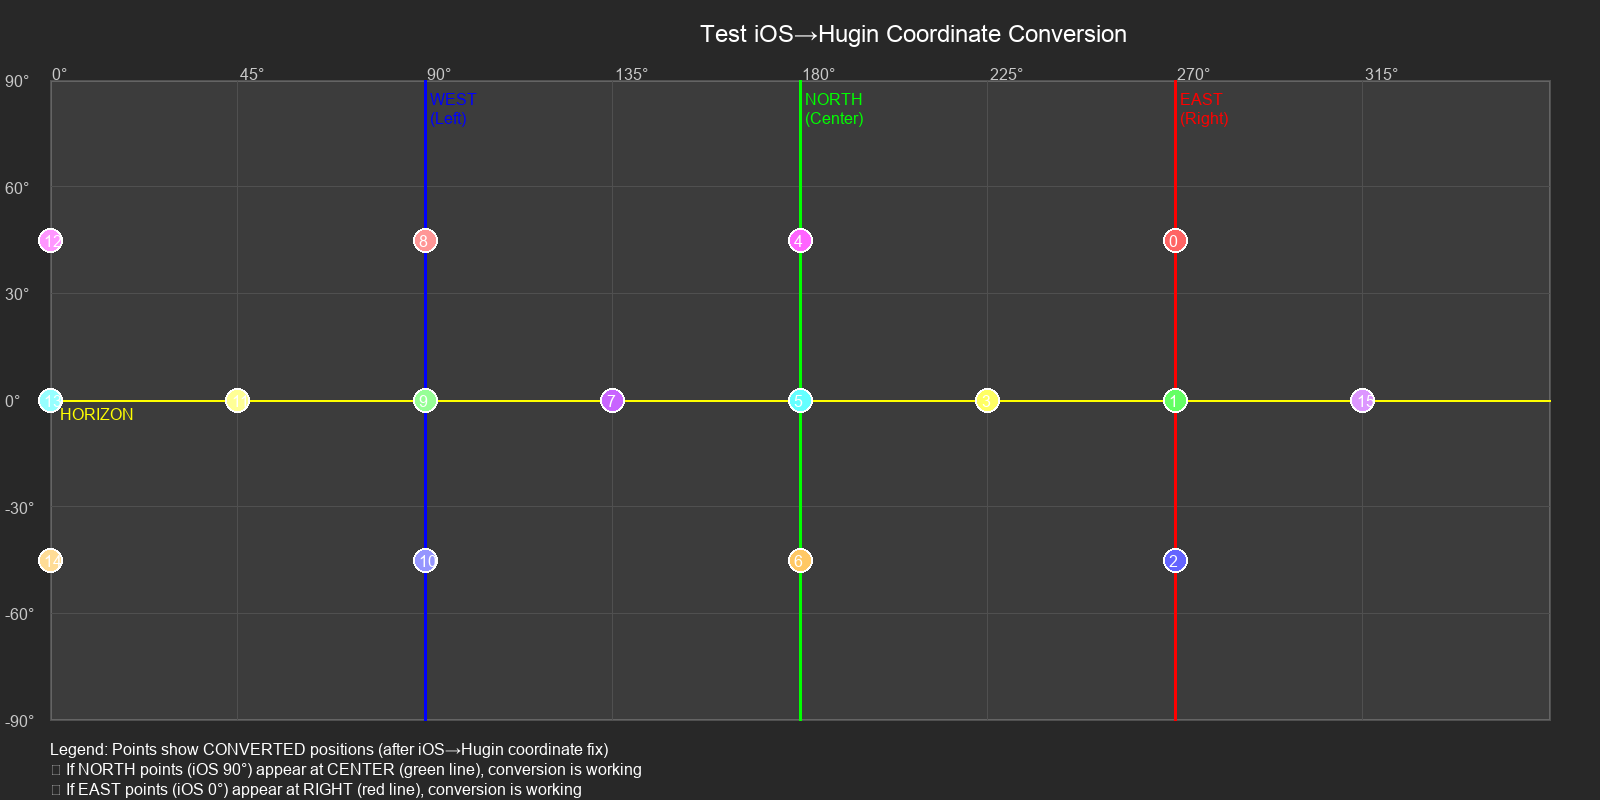 Test iOS→Hugin Coordinate Conversion
0° 45° 90° 135° 180° 225° 270° 315°
90°
WEST
(Left)
NORTH
(Center)
EAST
(Right)
60°
12 8 4 0
30°
0°
13 11 9 7 5 3 1 15
HORIZON
-30°
14 10 6 2
-60°
-90°
Legend: Points show CONVERTED positions (after iOS→Hugin coordinate fix)
□ If NORTH points (iOS 90°) appear at CENTER (green line), conversion is working
□ If EAST points (iOS 0°) appear at RIGHT (red line), conversion is working